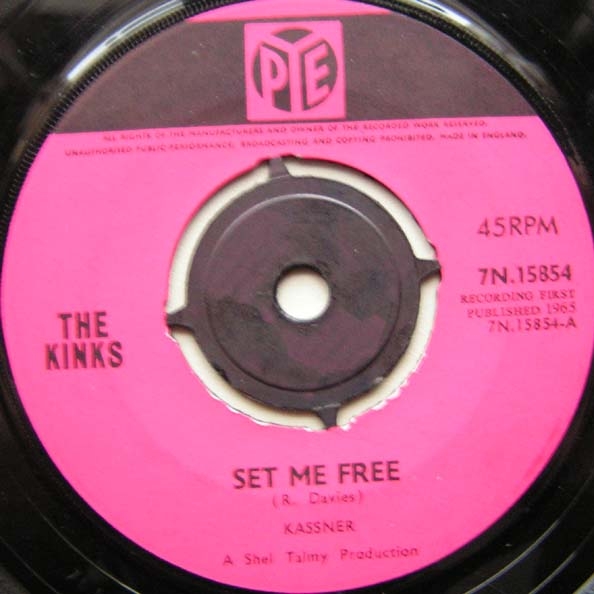 PYE
ALL RIGHTS OF THE MANUFACTURERS AND OWNER OF THE RECORDED WORK RESERVED.
UNAUTHORISED PUBLIC PERFORMANCE, BROADCASTING AND COPYING PROHIBITED. MADE IN ENGLAND.
45RPM
7N.15854
RECORDING FIRST
PUBLISHED 1965
7N.15854-A
THE
KINKS
SET ME FREE
(R. Davies)
KASSNER
A Shel Talmy Production